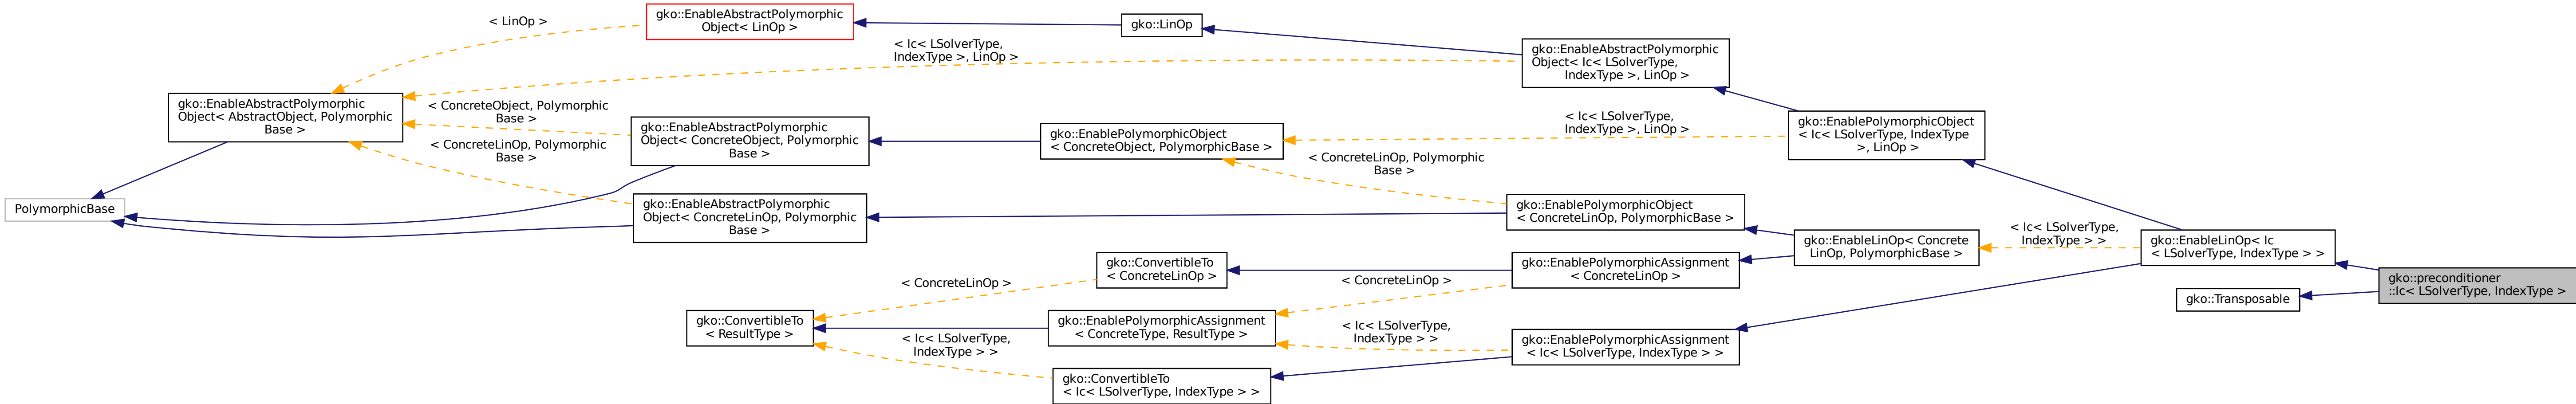 gko::EnableAbstractPolymorphic
Object< LinOp >
< LinOp >
gko::LinOp
< Ic< LSolverType,
IndexType >, LinOp >
gko::EnableAbstractPolymorphic
Object< Ic< LSolverType,
IndexType >, LinOp >
gko::EnableAbstractPolymorphic
Object< AbstractObject, Polymorphic
Base >
< ConcreteObject, Polymorphic
Base >
< ConcreteLinOp, Polymorphic
Base >
gko::EnableAbstractPolymorphic
Object< ConcreteObject, Polymorphic
Base >
gko::EnablePolymorphicObject
< ConcreteObject, PolymorphicBase >
< Ic< LSolverType,
IndexType >, LinOp >
gko::EnablePolymorphicObject
< Ic< LSolverType, IndexType
>, LinOp >
< ConcreteLinOp, Polymorphic
Base >
PolymorphicBase
gko::EnableAbstractPolymorphic
Object< ConcreteLinOp, Polymorphic
Base >
gko::EnablePolymorphicObject
< ConcreteLinOp, PolymorphicBase >
gko::EnableLinOp< Concrete
LinOp, PolymorphicBase >
< Ic< LSolverType,
IndexType > >
gko::EnableLinOp< Ic
< LSolverType, IndexType > >
gko::ConvertibleTo
< ConcreteLinOp >
gko::EnablePolymorphicAssignment
< ConcreteLinOp >
< ConcreteLinOp >
< ConcreteLinOp >
gko::preconditioner
::Ic< LSolverType, IndexType >
gko::Transposable
gko::ConvertibleTo
< ResultType >
gko::EnablePolymorphicAssignment
< ConcreteType, ResultType >
< Ic< LSolverType,
IndexType > >
< Ic< LSolverType,
IndexType > >
gko::EnablePolymorphicAssignment
< Ic< LSolverType, IndexType > >
gko::ConvertibleTo
< Ic< LSolverType, IndexType > >